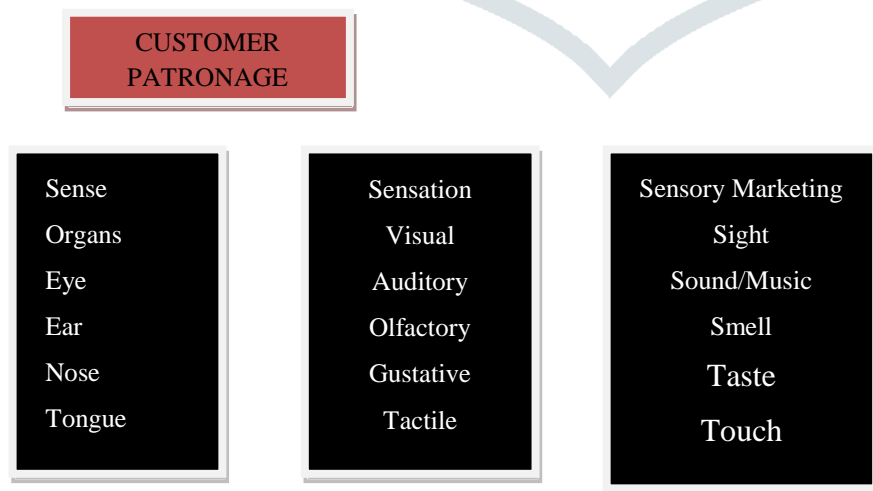 CUSTOMER
PATRONAGE
Sense
Organs
Eye
Ear
Nose
Tongue
Sensation
Visual
Auditory
Olfactory
Gustative
Tactile
Sensory Marketing
Sight
Sound/Music
Smell
Taste
Touch